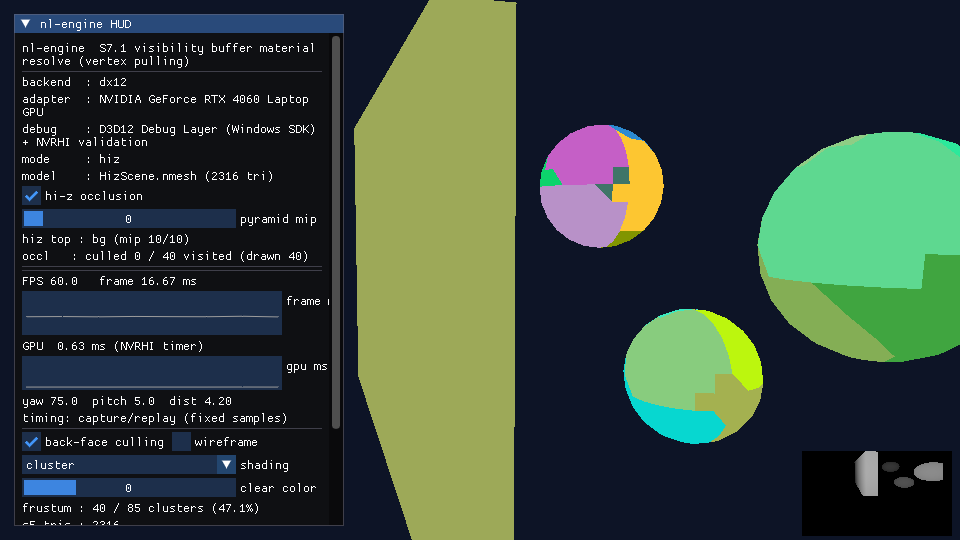 nl-engine HUD
nl-engine  S7.1 visibility buffer material
resolve (vertex pulling)
backend  : dx12
adapter  : NVIDIA GeForce RTX 4060 Laptop
GPU
debug    : D3D12 Debug Layer (Windows SDK)
+ NVRHI validation
mode     : hiz
model    : HizScene.nmesh (2316 tri)
hi-z occlusion
0 pyramid mip
hiz top : bg (mip 10/10)
occl   : culled 0 / 40 visited (drawn 40)
FPS 60.0   frame 16.67 ms
frame
GPU  0.63 ms (NVRHI timer)
gpu ms
yaw 75.0  pitch 5.0  dist 4.20
timing: capture/replay (fixed samples)
back-face culling wireframe
cluster shading
0 clear color
frustum : 40 / 85 clusters (47.1%)